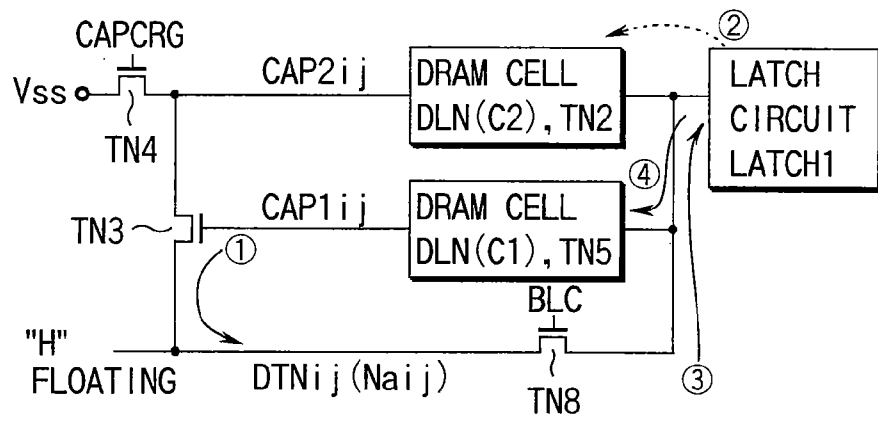 CAPCRG
Vss
TN4
CAP2ij
DRAM CELL
DLN(C2),TN2
②
LATCH
CIRCUIT
LATCH1
④
TN3
①
CAP1ij
DRAM CELL
DLN(C1),TN5
BLC
③
"H"
FLOATING
DTNij(Naij)
TN8